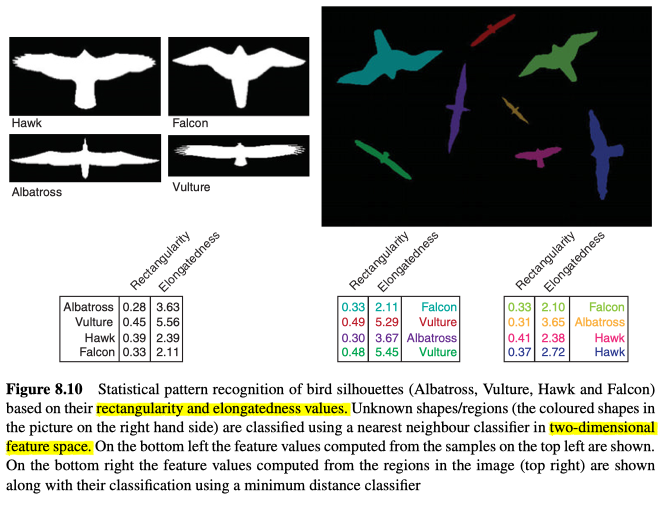 Hawk
Falcon
Albatross
Vulture
Rectangularity
Elongatedness
Albatross 0.28 3.63
Vulture 0.45 5.56
Hawk 0.39 2.39
Falcon 0.33 2.11
Rectangularity
Elongatedness
0.33 2.11 Falcon
0.49 5.29 Vulture
0.30 3.67 Albatross
0.48 5.45 Vulture
Rectangularity
Elongatedness
0.33 2.10 Falcon
0.31 3.65 Albatross
0.41 2.38 Hawk
0.37 2.72 Hawk
Figure 8.10 Statistical pattern recognition of bird silhouettes (Albatross, Vulture, Hawk and Falcon)
based on their rectangularity and elongatedness values. Unknown shapes/regions (the coloured shapes in
the picture on the right hand side) are classified using a nearest neighbour classifier in two-dimensional
feature space. On the bottom left the feature values computed from the samples on the top left are shown.
On the bottom right the feature values computed from the regions in the image (top right) are shown
along with their classification using a minimum distance classifier